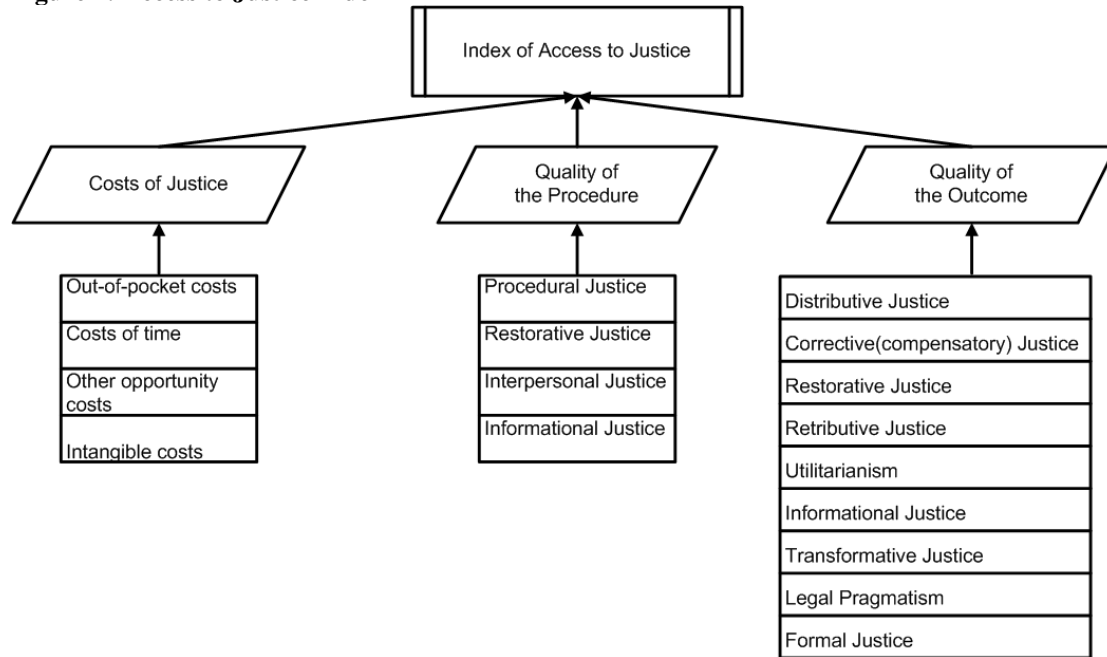 Index of Access to Justice
Costs of Justice
Quality of
the Procedure
Quality of
the Outcome
Out-of-pocket costs
Costs of time
Other opportunity
costs
Intangible costs
Procedural Justice
Restorative Justice
Interpersonal Justice
Informational Justice
Distributive Justice
Corrective(compensatory) Justice
Restorative Justice
Retributive Justice
Utilitarianism
Informational Justice
Transformative Justice
Legal Pragmatism
Formal Justice